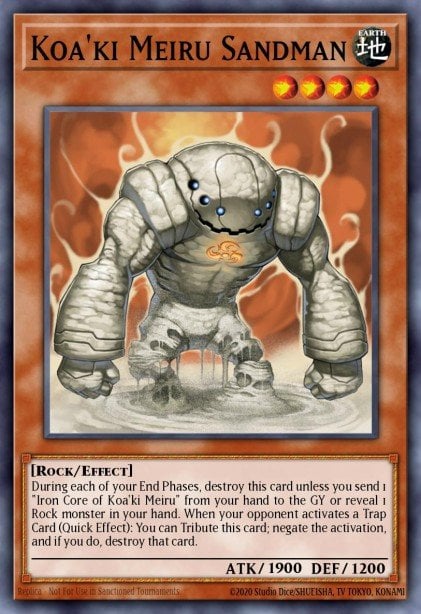 Koa'ki Meiru Sandman
EARTH
地
[Rock/Effect]
During each of your End Phases, destroy this card unless you send 1
"Iron Core of Koa'ki Meiru" from your hand to the GY or reveal 1
Rock monster in your hand. When your opponent activates a Trap
Card (Quick Effect): You can Tribute this card; negate the activation,
and if you do, destroy that card.
ATK/1900 DEF/1200
Replica - Not For Use in Sanctioned Tournaments
©2020 Studio Dice/SHUEISHA, TV TOKYO, KONAMI